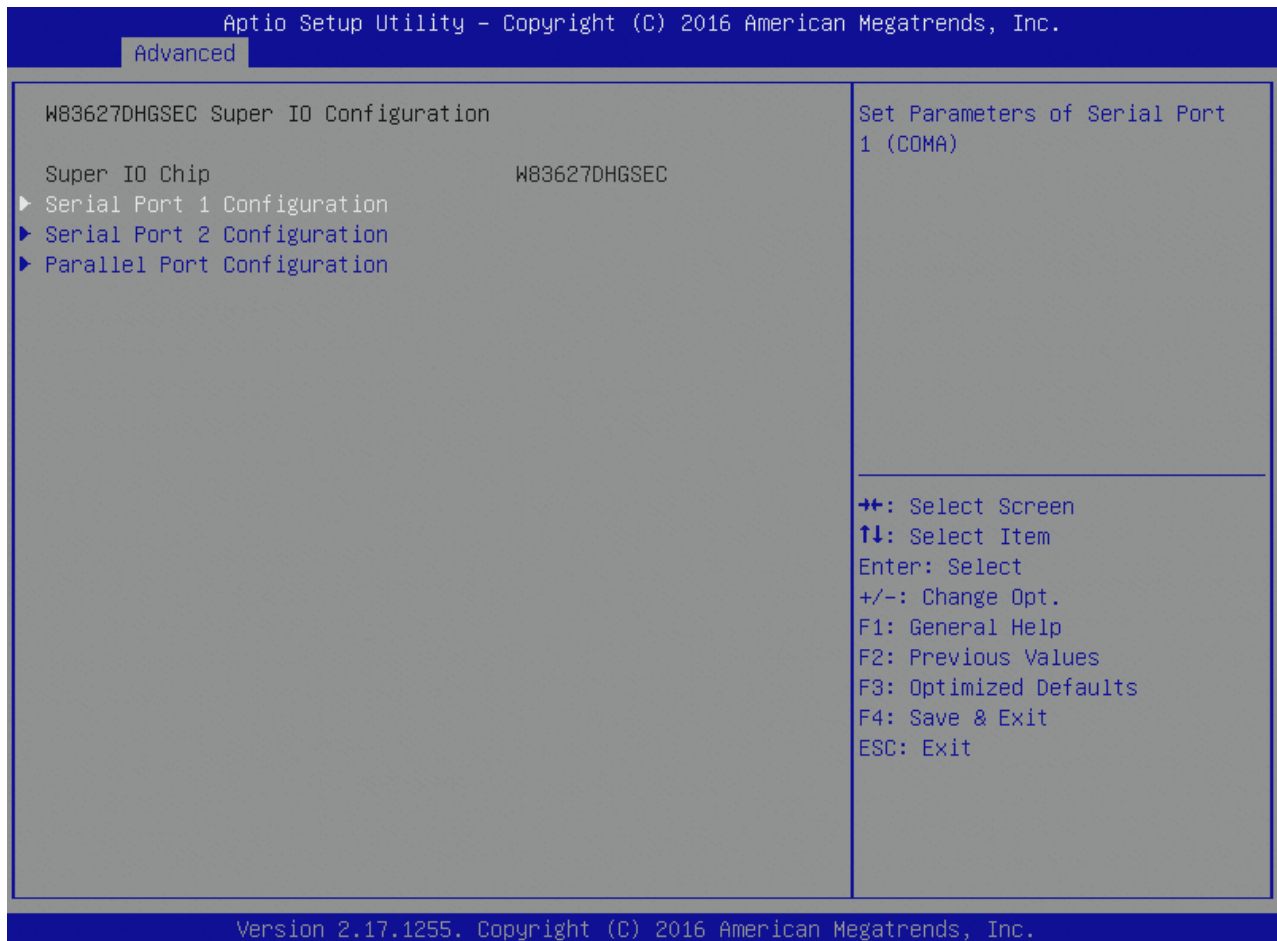 Aptio Setup Utility – Copyright (C) 2016 American Megatrends, Inc.
Advanced
W83627DHGSEC Super IO Configuration
Super IO Chip W83627DHGSEC
Serial Port 1 Configuration
Serial Port 2 Configuration
Parallel Port Configuration
Set Parameters of Serial Port
1 (COMA)
→←: Select Screen
↑↓: Select Item
Enter: Select
+/-: Change Opt.
F1: General Help
F2: Previous Values
F3: Optimized Defaults
F4: Save & Exit
ESC: Exit
Version 2.17.1255. Copyright (C) 2016 American Megatrends, Inc.